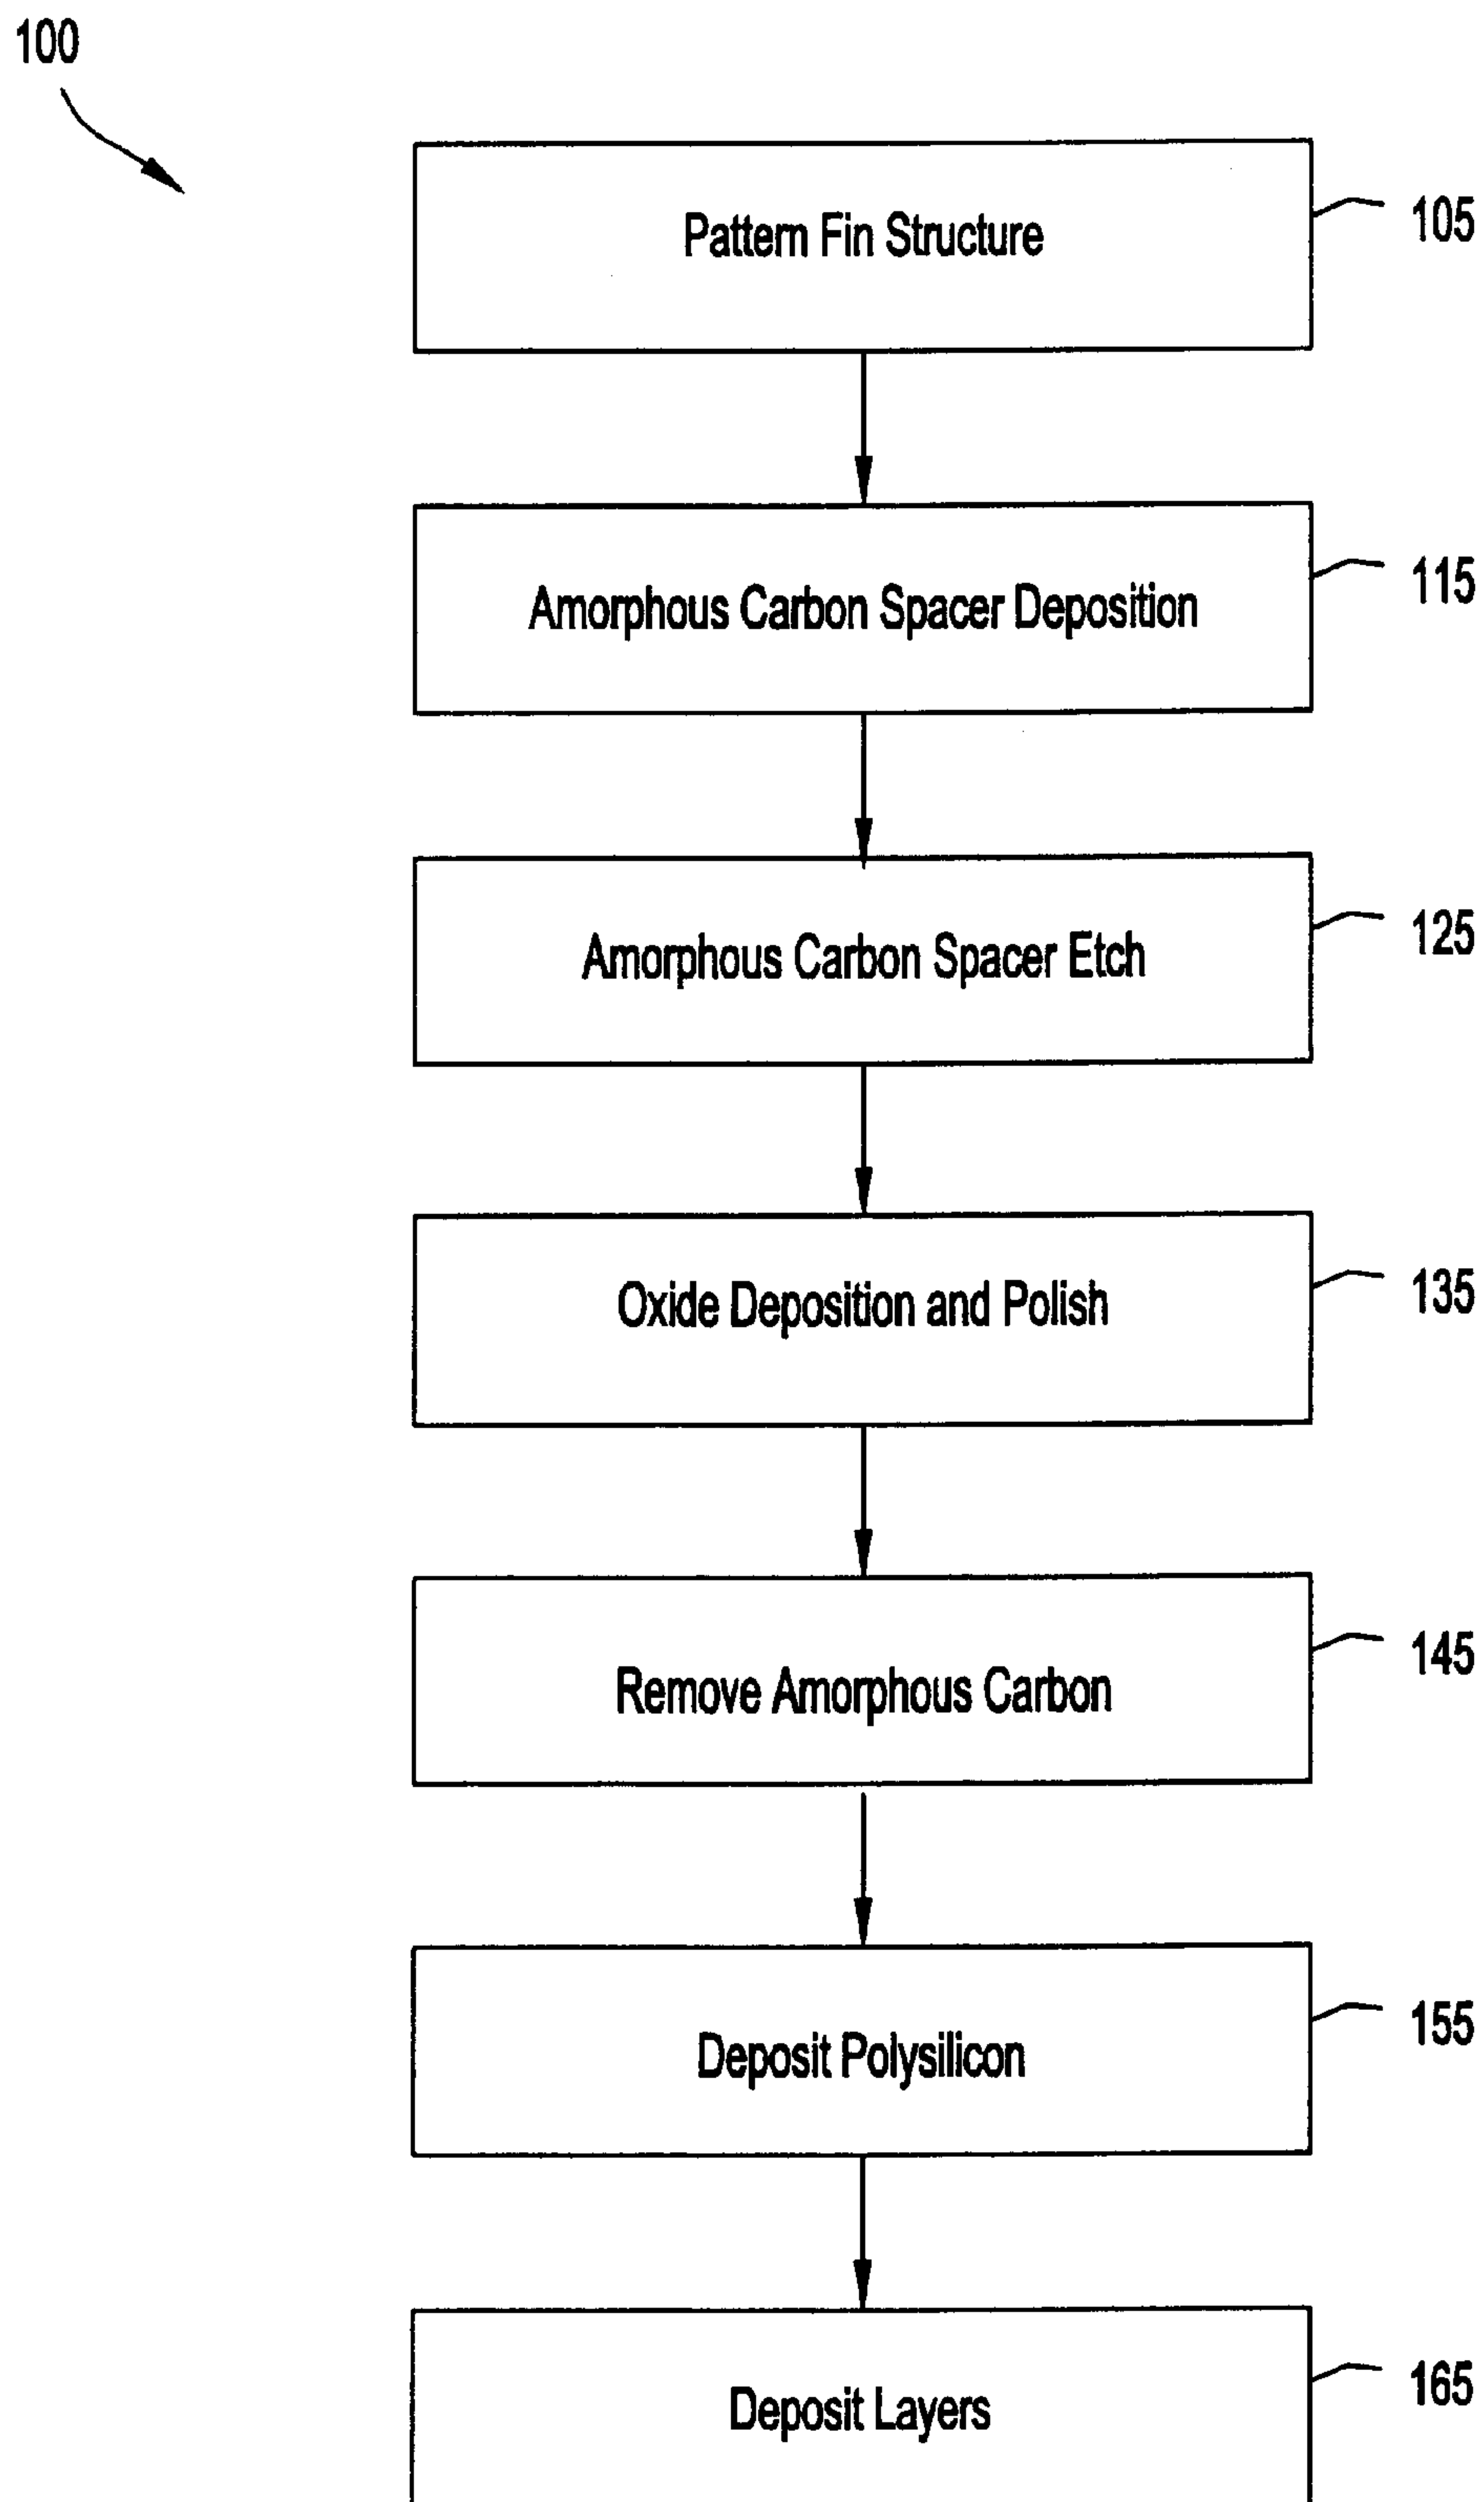 100
Pattern Fin Structure
105
Amorphous Carbon Spacer Deposition
115
Amorphous Carbon Spacer Etch
125
Oxide Deposition and Polish
135
Remove Amorphous Carbon
145
Deposit Polysilicon
155
Deposit Layers
165